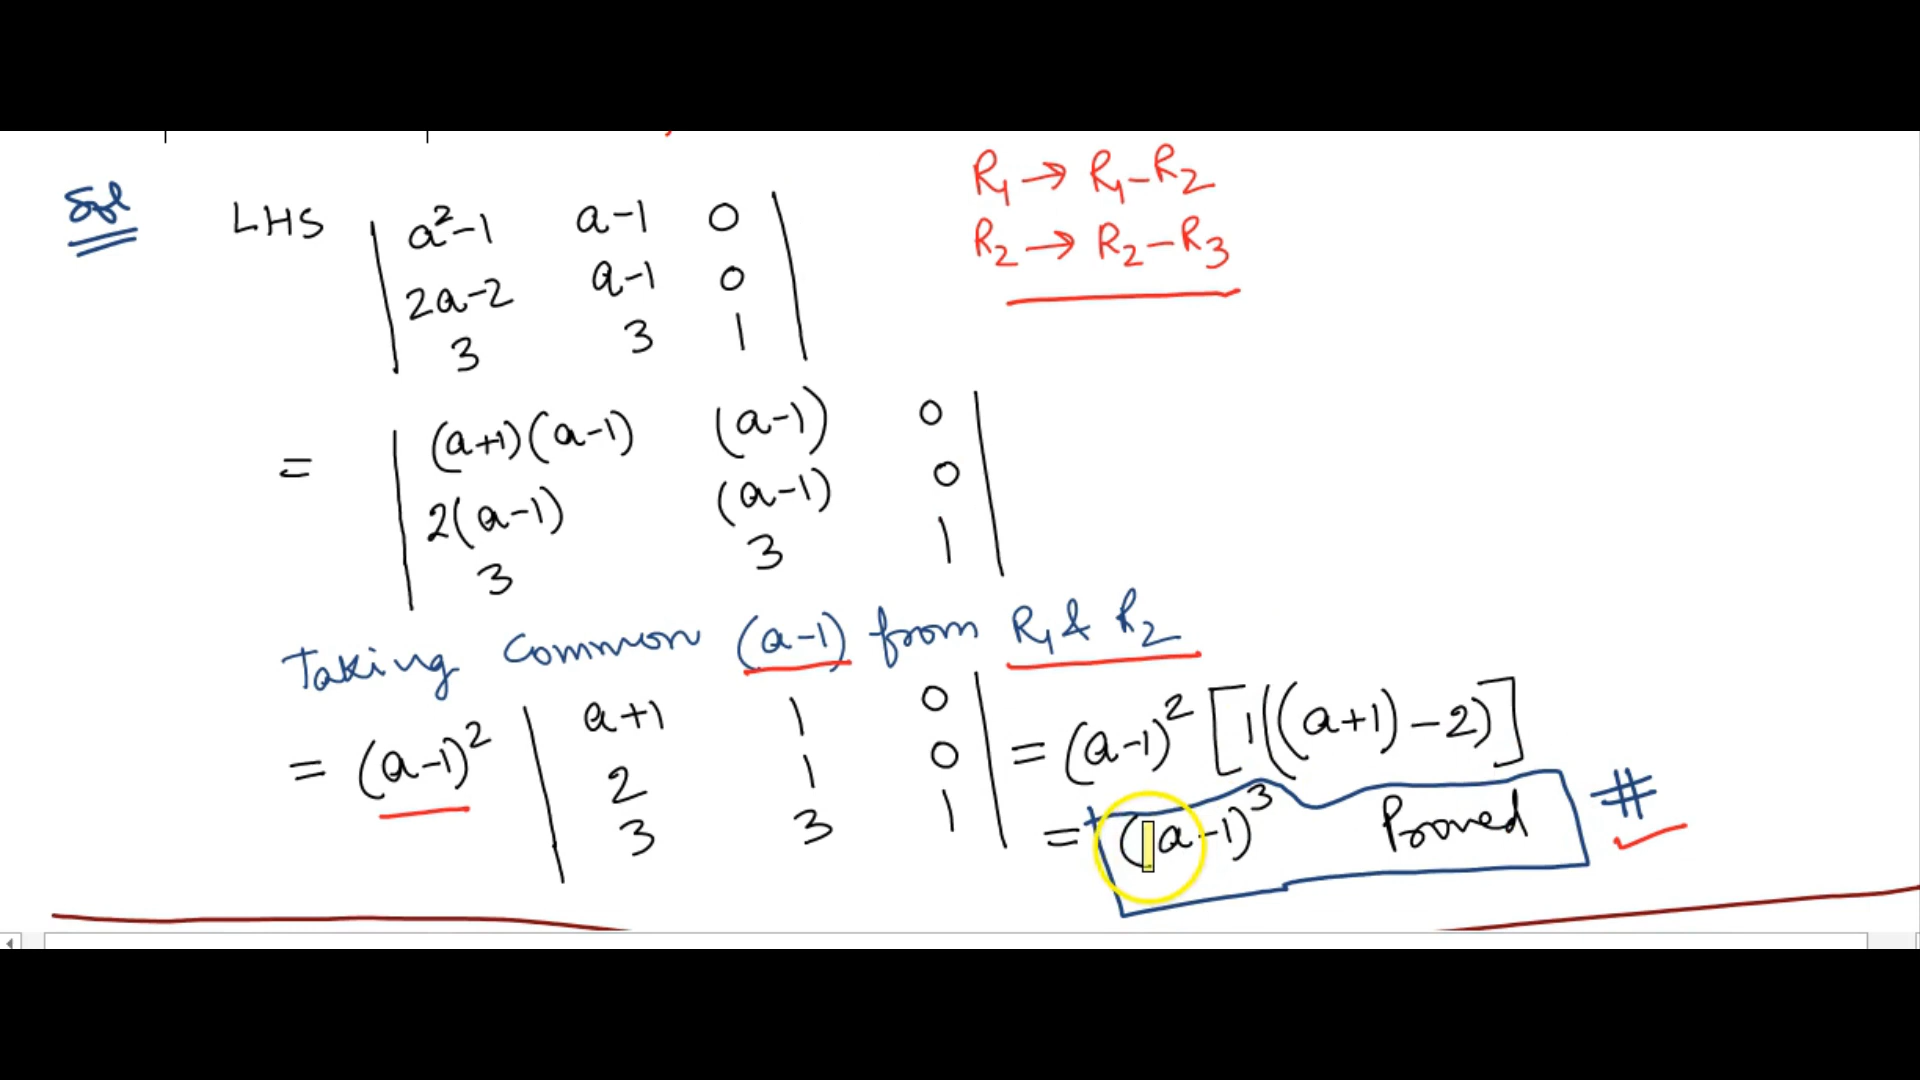 Sol LHS | a²-1 a-1 0 | R₁ → R₁-R₂
| 2a-2 a-1 0 | R₂ → R₂-R₃
| 3 3 1 |
= | (a+1)(a-1) (a-1) 0 |
| 2(a-1) (a-1) 0 |
| 3 3 1 |
Taking Common (a-1) from R₁ & R₂
= (a-1)² | a+1 1 0 | = (a-1)² [1((a+1)-2)]
| 2 1 0 |
| 3 3 1 | = (a-1)³ Proved #